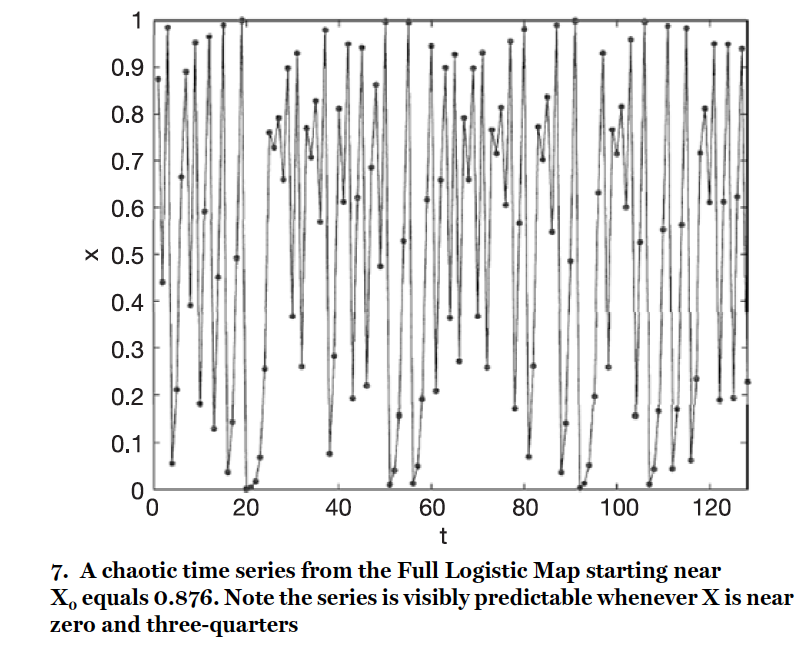 1
0.9
0.8
0.7
0.6
x 0.5
0.4
0.3
0.2
0.1
0
0 20 40 60 80 100 120
t
7. A chaotic time series from the Full Logistic Map starting near
X₀ equals 0.876. Note the series is visibly predictable whenever X is near
zero and three-quarters